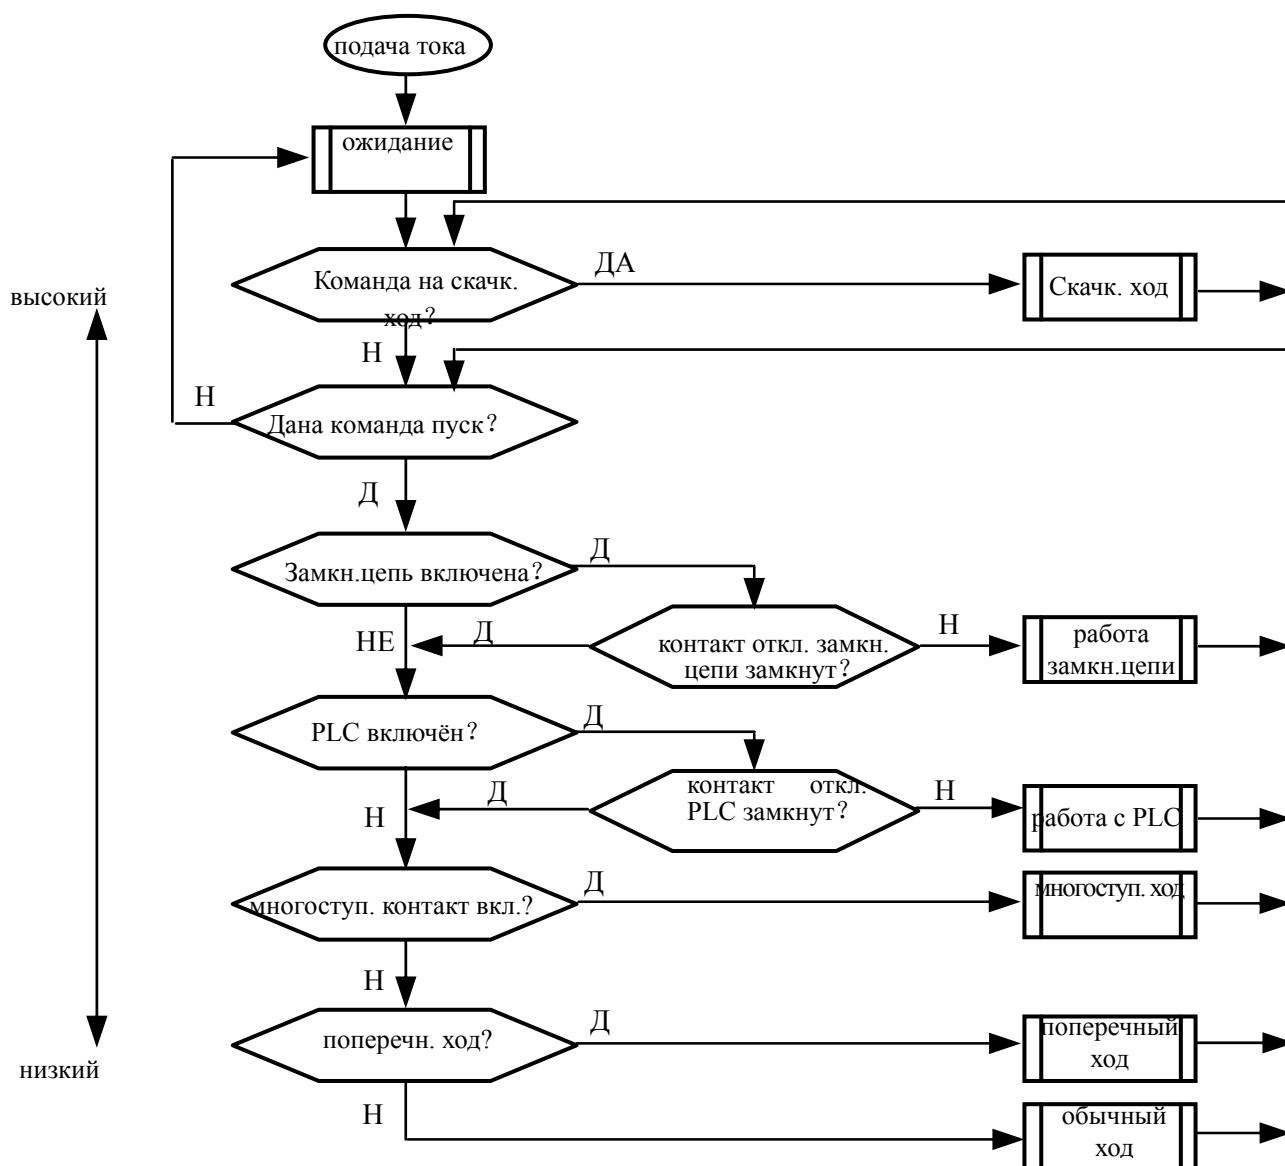 подача тока
ожидание
Команда на скачк.
ход?
ДА
Скачк. ход
высокий
Н
Н
Дана команда пуск?
Д
Замкн.цепь включена?
Д
НЕ
Д
контакт откл. замкн.
цепи замкнут?
Н
работа
замкн.цепи
PLC включён?
Д
контакт откл.
PLC замкнут?
Д
Н
работа с PLC
Н
многоступ. контакт вкл.?
Д
многоступ. ход
Н
поперечн. ход?
Д
поперечный
ход
низкий
Н
обычный
ход